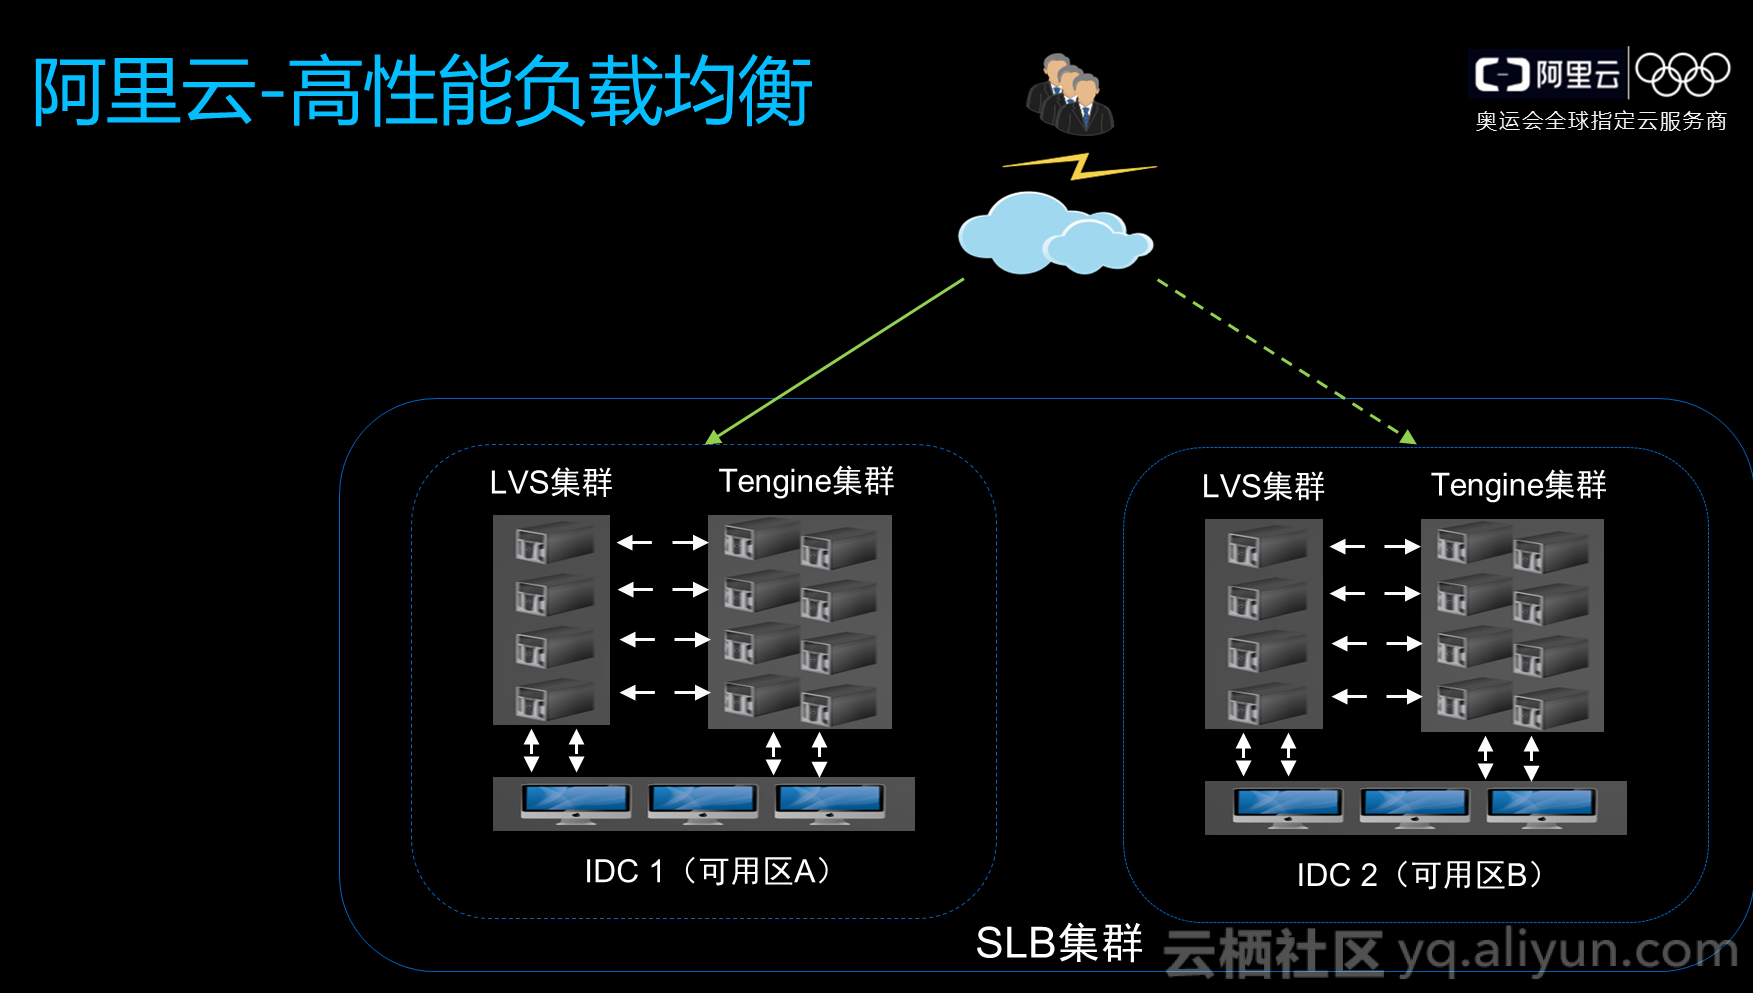 阿里云-高性能负载均衡
阿里云
奥运会全球指定云服务商
LVS集群
Tengine集群
IDC 1（可用区A）
LVS集群
Tengine集群
IDC 2（可用区B）
SLB集群
云栖社区 yq.aliyun.com